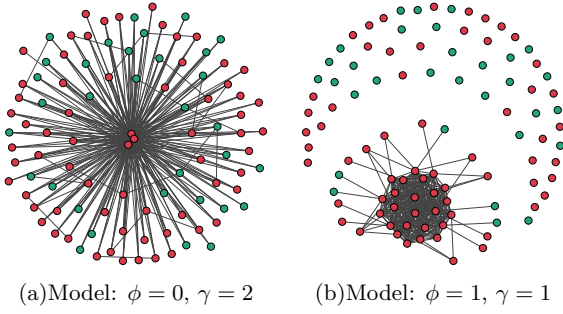 (a)Model: ϕ = 0, γ = 2
(b)Model: ϕ = 1, γ = 1